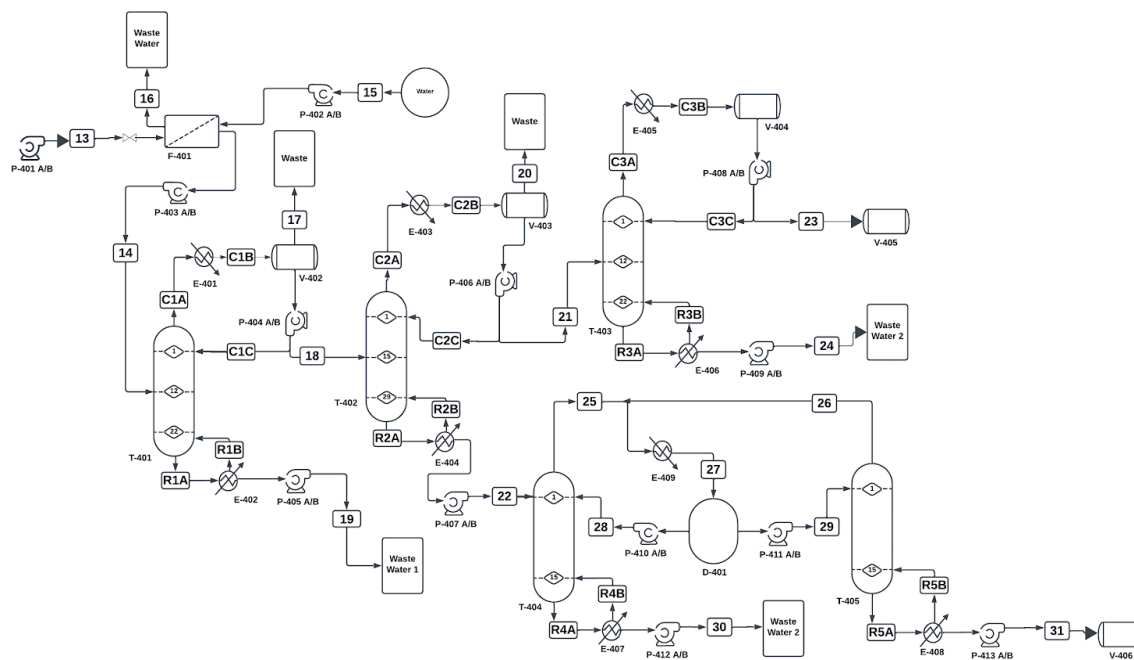 Waste
Water
16
15
Water
P-402 A/B
13
P-401 A/B
F-401
P-403 A/B
14
Waste
17
C1A
E-401
C1B
V-402
P-404 A/B
C1C
18
1
12
22
T-401
R1A
R1B
E-402
P-405 A/B
19
Waste
Water 1
Waste
20
C2A
E-403
C2B
V-403
P-406 A/B
C2C
21
1
15
29
T-402
R2A
R2B
E-404
P-407 A/B
22
C3A
E-405
C3B
V-404
P-408 A/B
C3C
23
V-405
1
12
22
T-403
R3A
R3B
E-406
P-409 A/B
24
Waste
Water 2
25
26
E-409
27
1
28
P-410 A/B
D-401
P-411 A/B
29
1
15
T-404
R4A
R4B
E-407
P-412 A/B
30
Waste
Water 2
15
T-405
R5A
R5B
E-408
P-413 A/B
31
V-406